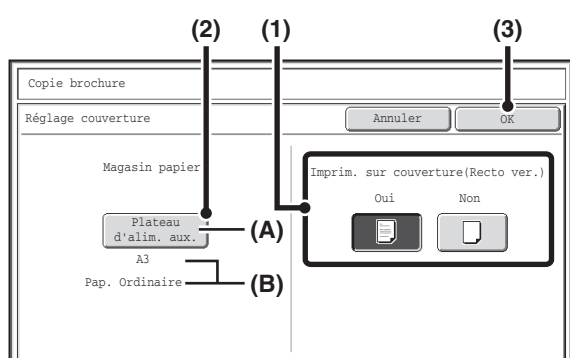 (2) (1) (3)
Copie brochure
Réglage couverture
Annuler
OK
Magasin papier
Imprim. sur couverture(Recto ver.)
Oui Non
Plateau
d'alim. aux.
(A)
A3
Pap. Ordinaire
(B)